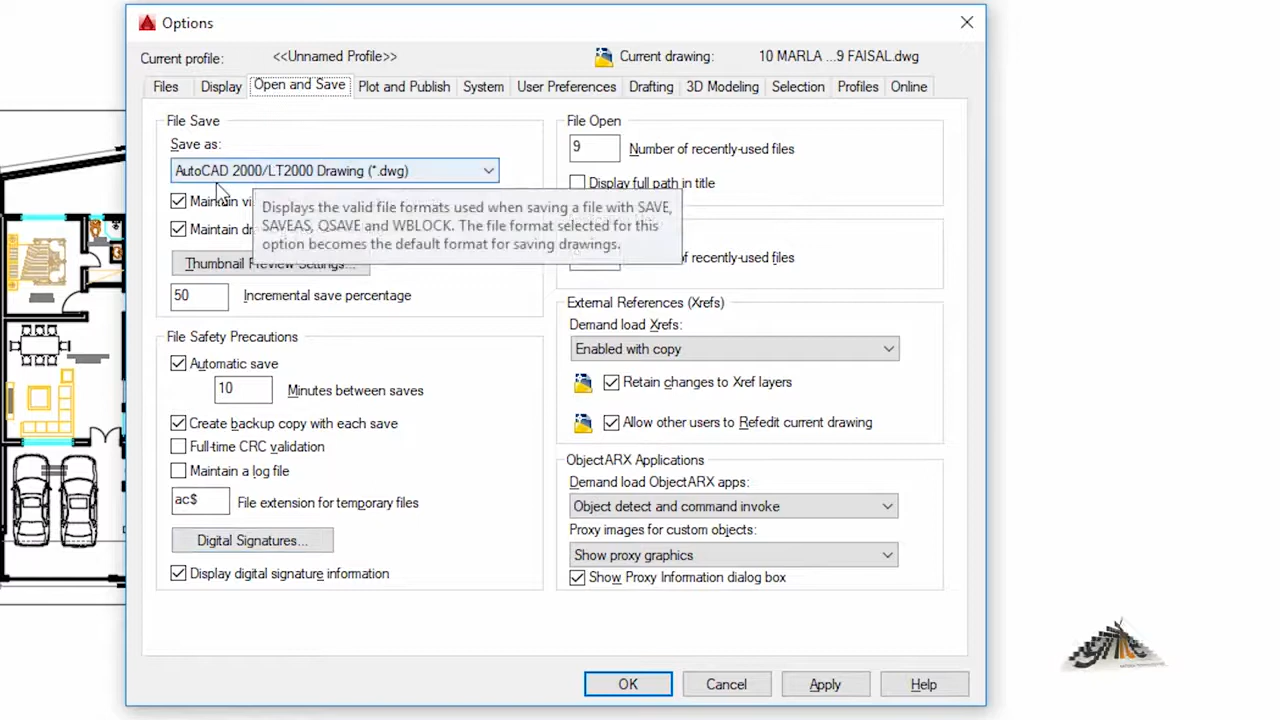 Options
Current profile:
<<Unnamed Profile>>
Current drawing:
10 MARLA ...9 FAISAL.dwg
Files
Display
Open and Save
Plot and Publish
System
User Preferences
Drafting
3D Modeling
Selection
Profiles
Online
File Save
Save as:
AutoCAD 2000/LT2000 Drawing (*.dwg)
Maintain
Maintain
Displays the valid file formats used when saving a file with SAVE,
SAVEAS, QSAVE and WBLOCK. The file format selected for this
option becomes the default format for saving drawings.
Thumbnail Preview Settings...
50
Incremental save percentage
File Safety Precautions
Automatic save
10
Minutes between saves
Create backup copy with each save
Full-time CRC validation
Maintain a log file
ac$
File extension for temporary files
Digital Signatures...
Display digital signature information
File Open
9
Number of recently-used files
Display full path in title
of recently-used files
External References (Xrefs)
Demand load Xrefs:
Enabled with copy
Retain changes to Xref layers
Allow other users to Refedit current drawing
ObjectARX Applications
Demand load ObjectARX apps:
Object detect and command invoke
Proxy images for custom objects:
Show proxy graphics
Show Proxy Information dialog box
OK
Cancel
Apply
Help